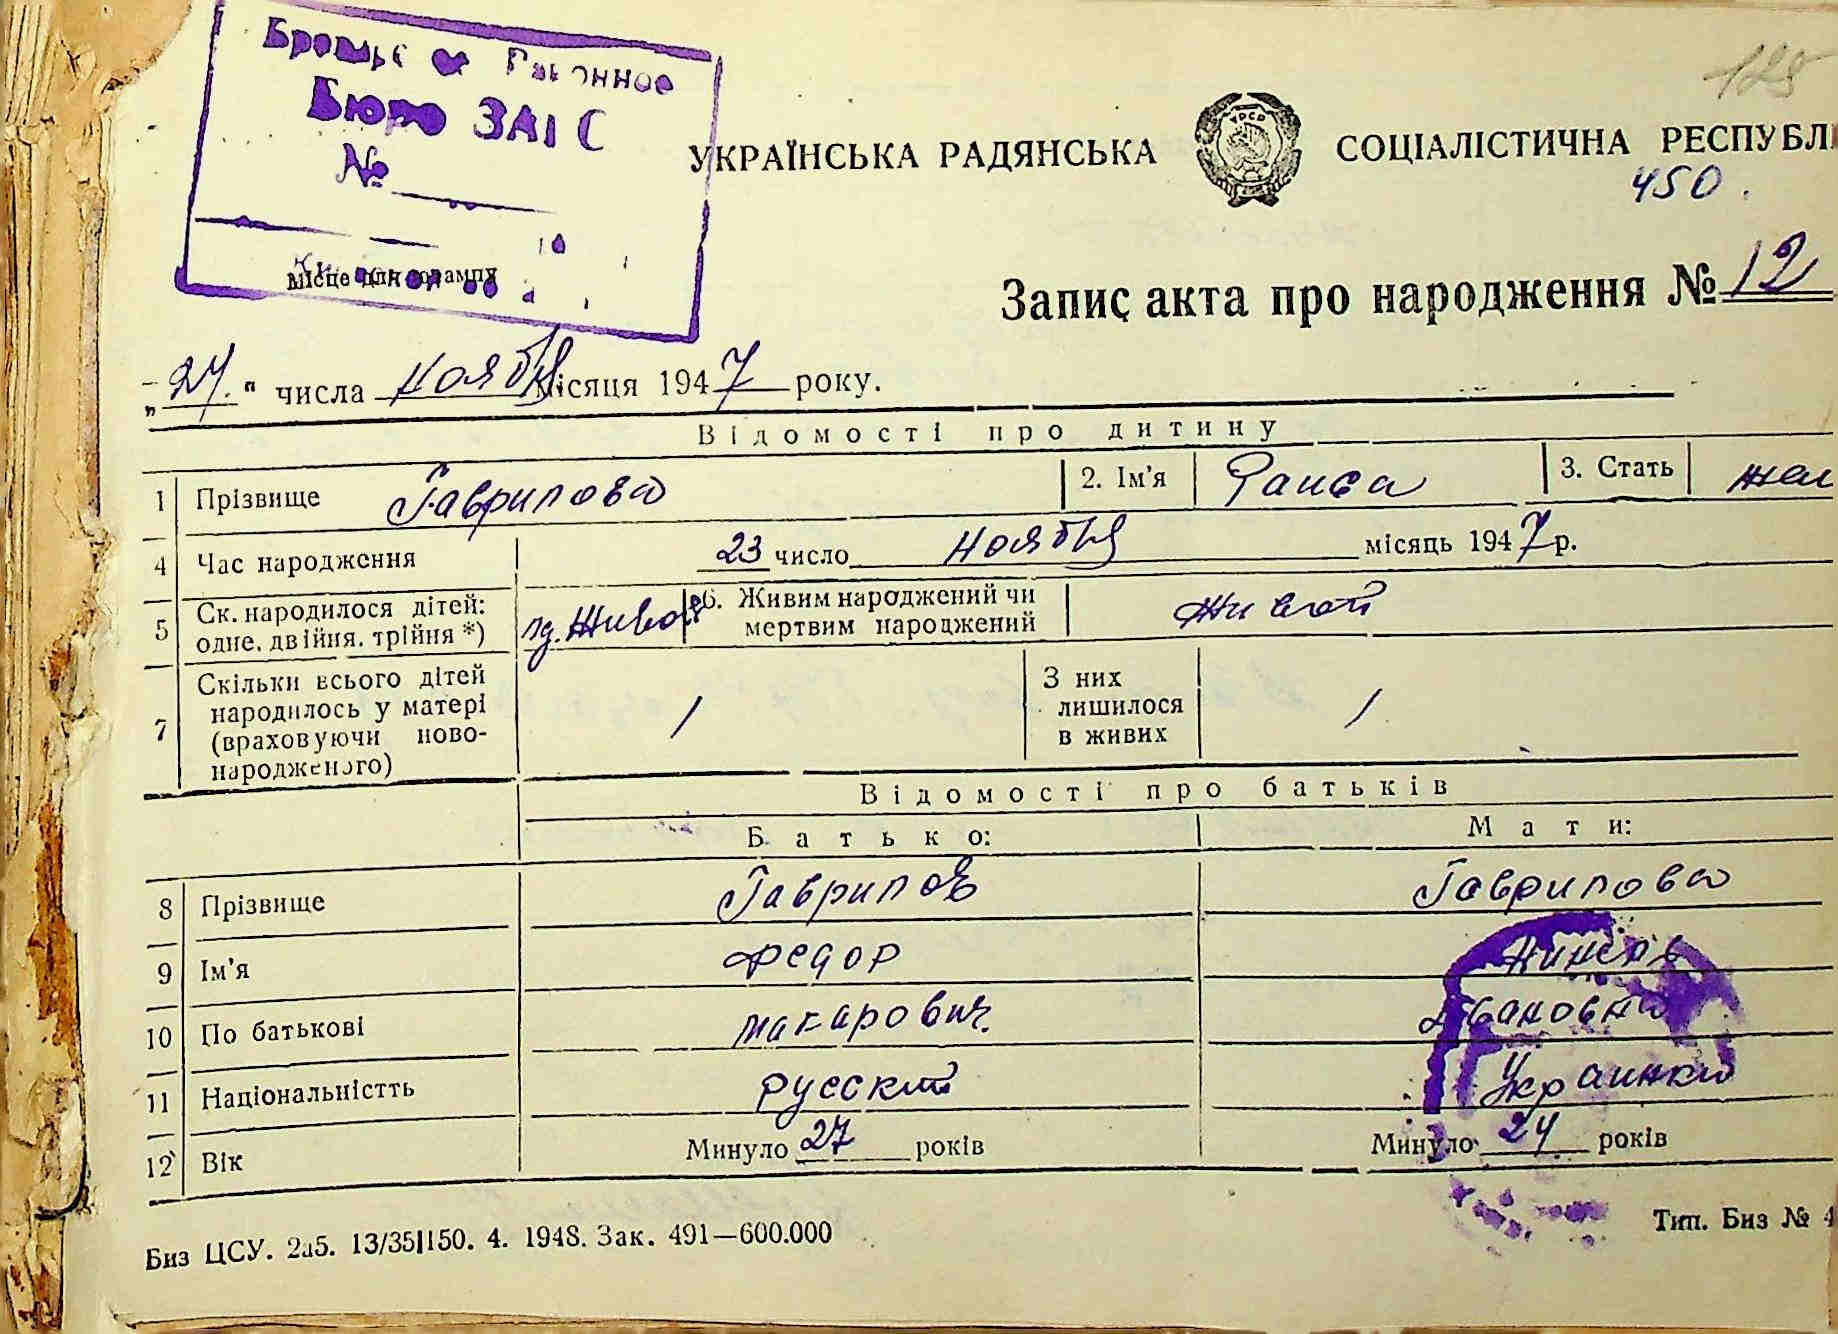 Районное
Бюро ЗАГС
№
місце для штампу
125
УКРАЇНСЬКА РАДЯНСЬКА СОЦІАЛІСТИЧНА РЕСПУБЛІ
450.
Запис акта про народження № 12
„27." числа ноября місяця 1947 року.
Відомості про дитину
1 Прізвище Гаврилова 2. Ім'я Раиса 3. Стать жен
4 Час народження 23 число ноября місяць 1947 р.
5 Ск. народилося дітей: одне, двійня, трійня *) 6. Живим народжений чи мертвим народжений живой
7 Скільки всього дітей народилось у матері (враховуючи новонародженого) 1 З них лишилося в живих 1
Відомості про батьків
Батько: Мати:
8 Прізвище Гаврилов Гаврилова
9 Ім'я Федор
10 По батькові Макарович Ивановна
11 Національністть русский Украинка
12 Вік Минуло 27 років Минуло 24 років
Биз ЦСУ. 2а5. 13/35|150. 4. 1948. Зак. 491—600.000 Тип. Биз № 4